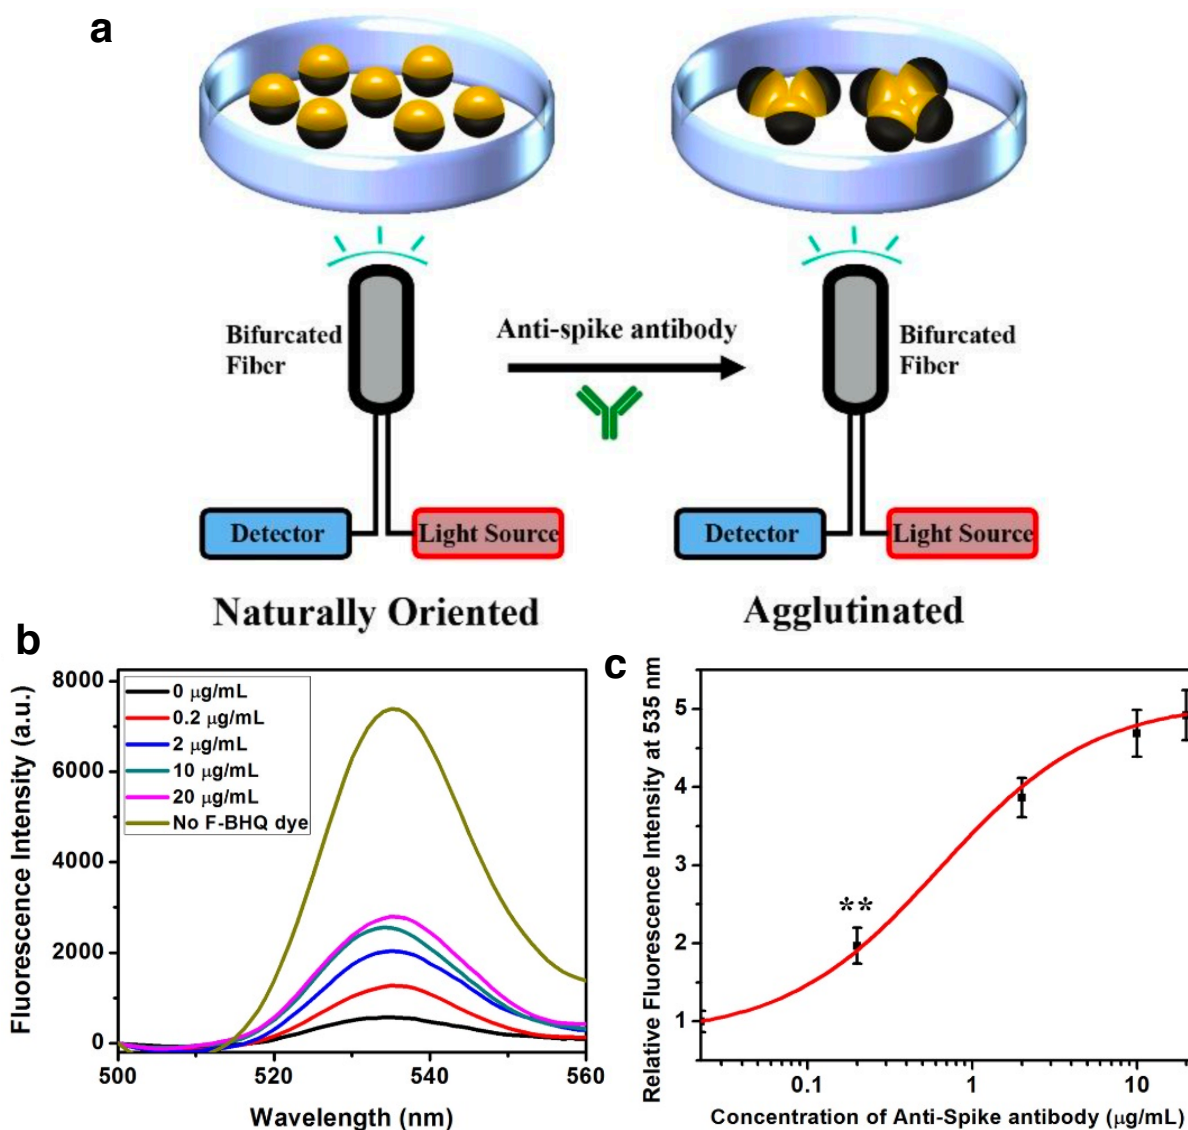 a
Bifurcated
Fiber
Anti-spike antibody
Bifurcated
Fiber
Detector
Light Source
Detector
Light Source
Naturally Oriented
Agglutinated
b
8000
6000
4000
2000
0
500
520
540
560
Fluorescence Intensity (a.u.)
Wavelength (nm)
0 μg/mL
0.2 μg/mL
2 μg/mL
10 μg/mL
20 μg/mL
No F-BHQ dye
c
Relative Fluorescence Intensity at 535 nm
5
4
3
2
1
**
0.1
1
10
Concentration of Anti-Spike antibody (μg/mL)